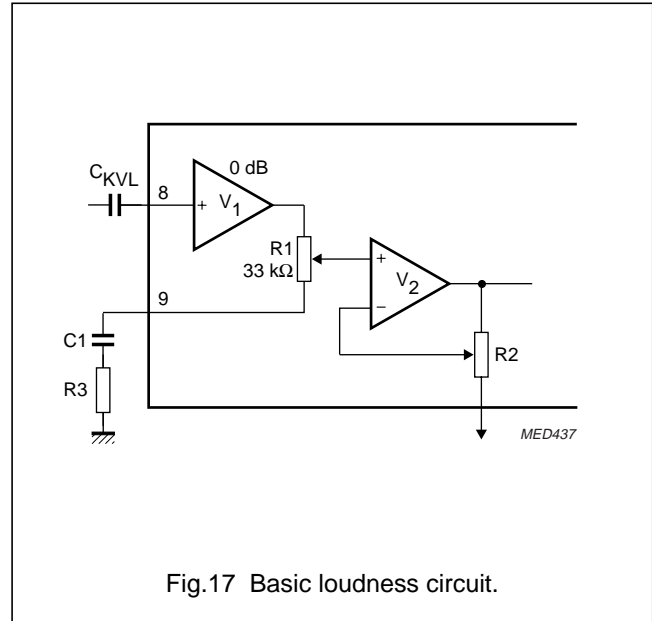 0 dB
C_KVL
8
+
V_1
R1
33 kΩ
+
V_2
−
9
C1
R3
R2
MED437
Fig.17 Basic loudness circuit.